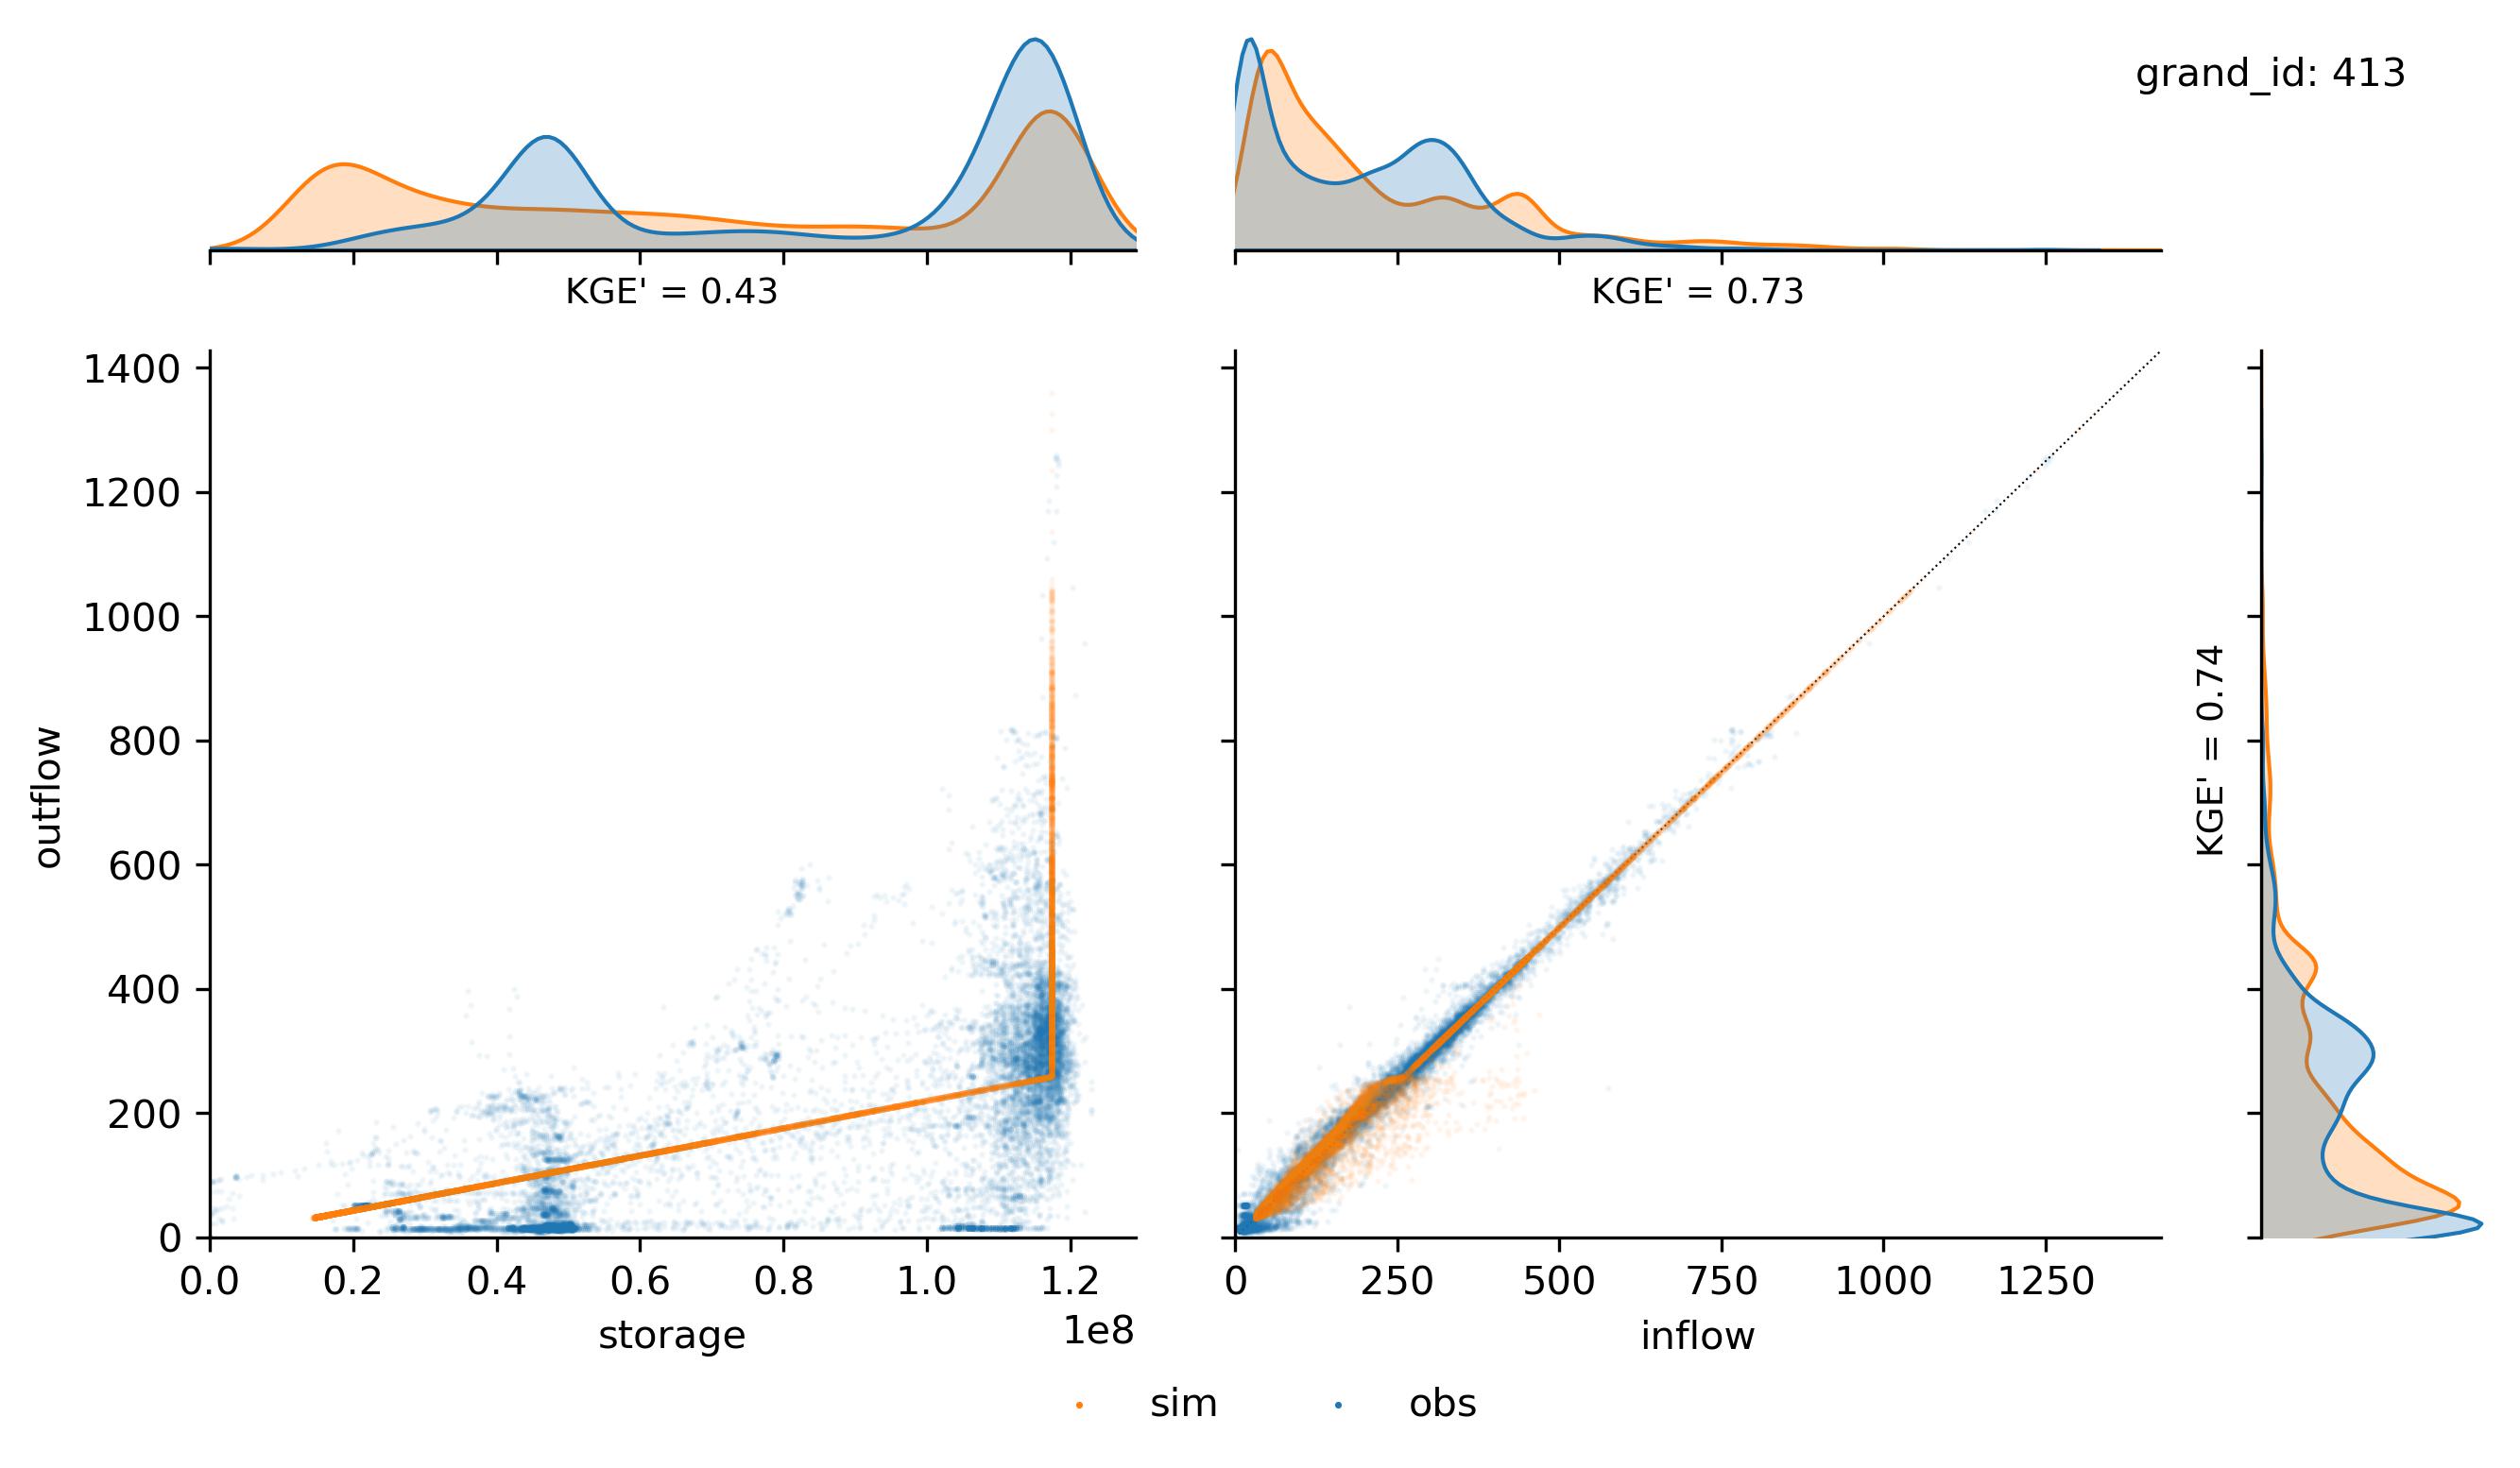 grand_id: 413
KGE' = 0.43
KGE' = 0.73
1400
1200
1000
800
600
400
200
0
outflow
KGE' = 0.74
0.0 0.2 0.4 0.6 0.8 1.0 1.2
1e8
storage
0 250 500 750 1000 1250
inflow
sim obs